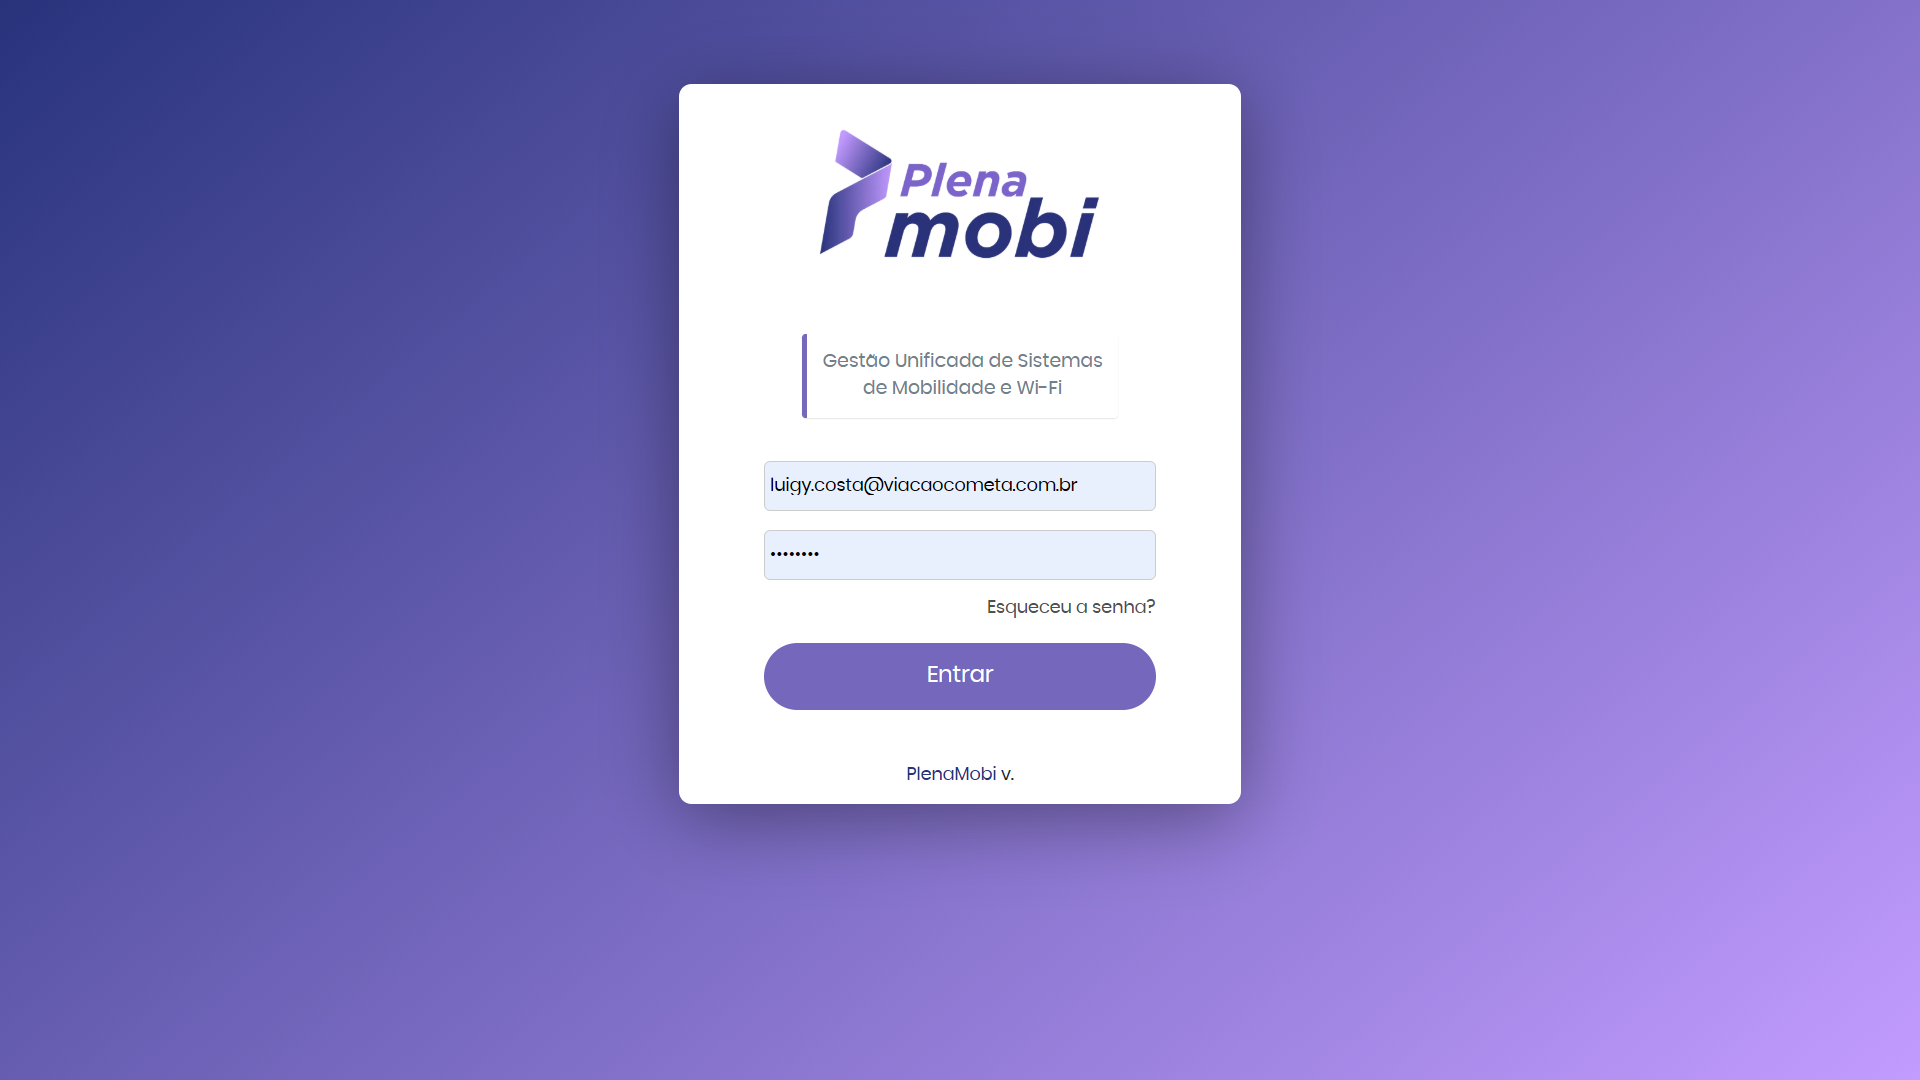 Plena
mobi
Gestão Unificada de Sistemas
de Mobilidade e Wi-Fi
luigy.costa@viacaocometa.com.br
••••••••
Esqueceu a senha?
Entrar
PlenaMobi v.